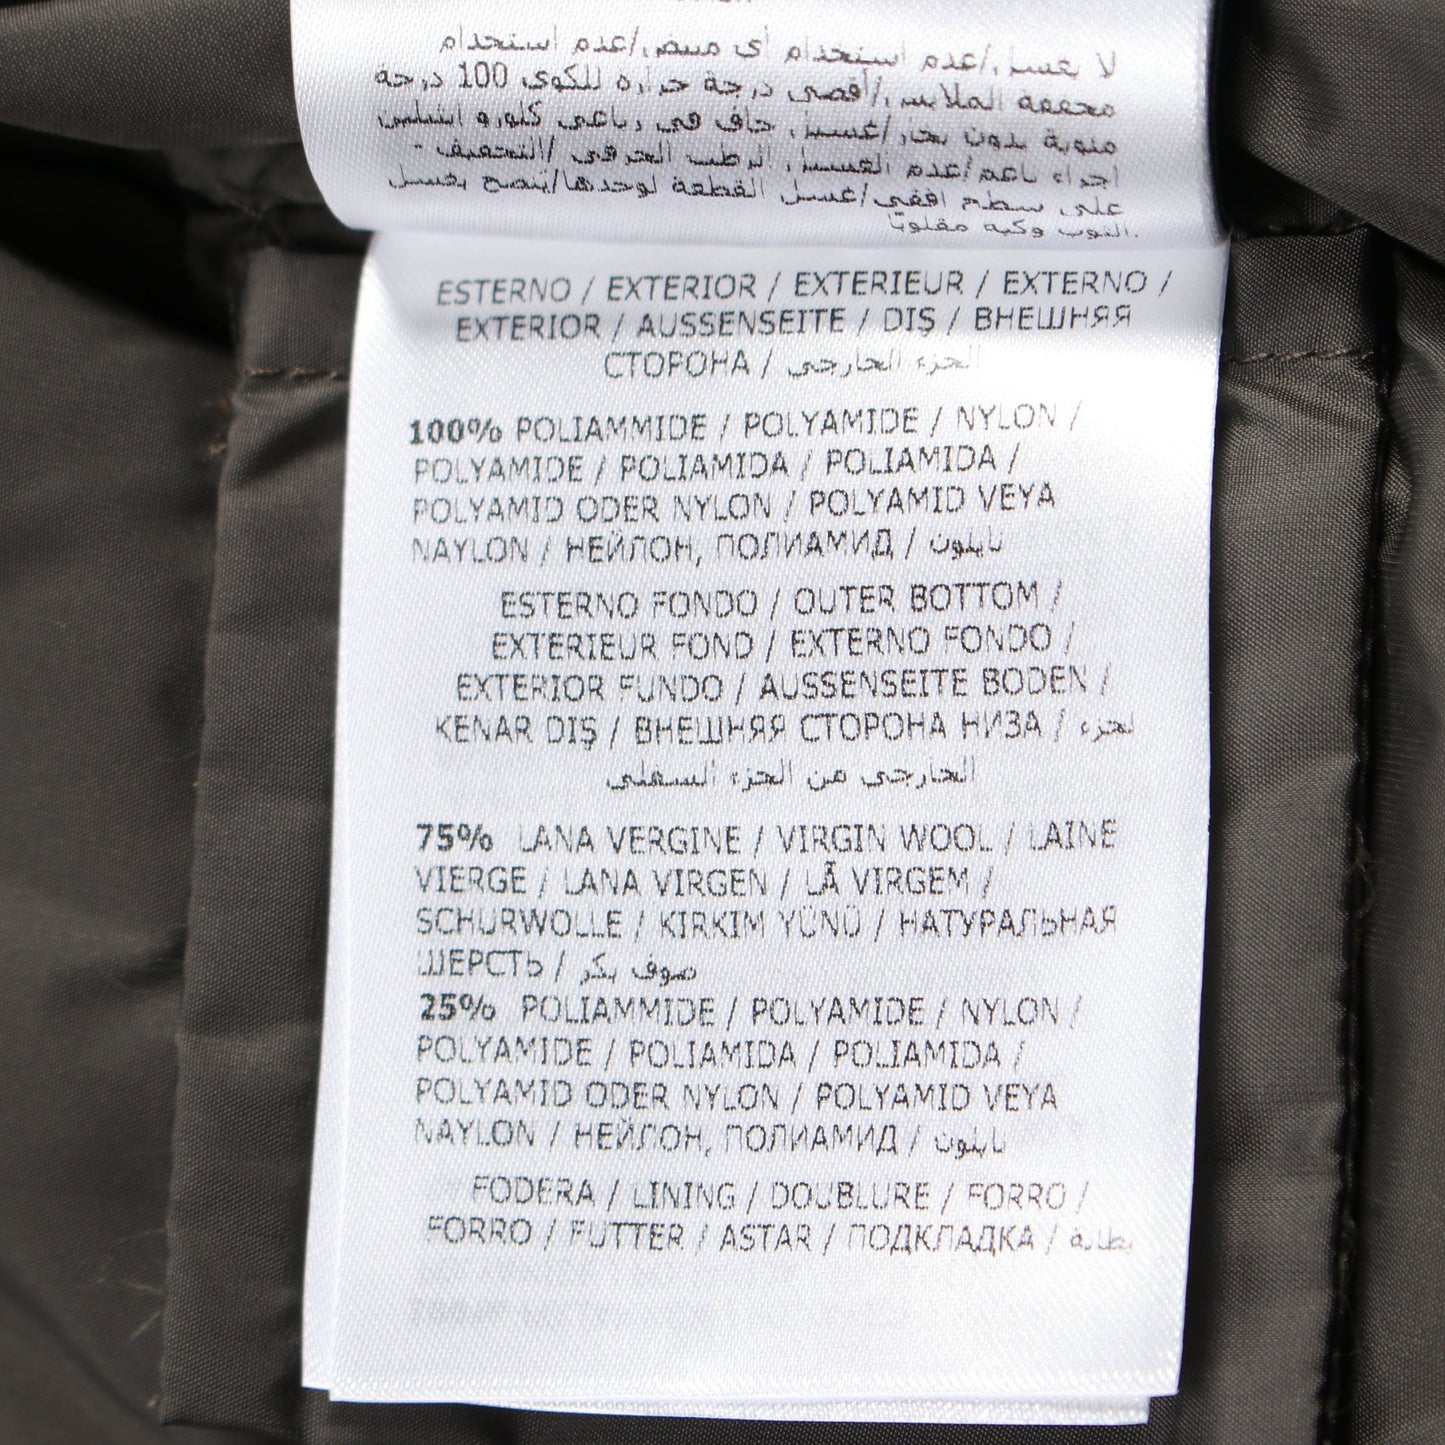 لا يغسل/عدم استخدام أي مبيض/عدم استخدام
مجففة الملابس/أقصى درجة حرارة للكوي 100 درجة
مئوية بدون بخار/غسيل جاف في رباعي كلورو إيثيلين
اجراء ناعم/عدم الغسيل الرطب الحرفي/التجفيف -
على سطح افقي/غسل القطعة لوحدها/ينصح بغسل
الثوب وكيه مقلوبًا.
ESTERNO / EXTERIOR / EXTERIEUR / EXTERNO /
EXTERIOR / AUSSENSEITE / DIŞ / ВНЕШНЯЯ
СТОРОНА / الجزء الخارجي
100% POLIAMMIDE / POLYAMIDE / NYLON /
POLYAMIDE / POLIAMIDA / POLIAMIDA /
POLYAMID ODER NYLON / POLYAMID VEYA
NAYLON / НЕЙЛОН, ПОЛИАМИД / نايلون
ESTERNO FONDO / OUTER BOTTOM /
EXTERIEUR FOND / EXTERNO FONDO /
EXTERIOR FUNDO / AUSSENSEITE BODEN /
KENAR DIŞ / ВНЕШНЯЯ СТОРОНА НИЗА / لجزء
الخارجي من الجزء السفلي
75% LANA VERGINE / VIRGIN WOOL / LAINE
VIERGE / LANA VIRGEN / LÃ VIRGEM /
SCHURWOLLE / KIRKIM YÜNÜ / НАТУРАЛЬНАЯ
ШЕРСТЬ / صوف بكر
25% POLIAMMIDE / POLYAMIDE / NYLON /
POLYAMIDE / POLIAMIDA / POLIAMIDA /
POLYAMID ODER NYLON / POLYAMID VEYA
NAYLON / НЕЙЛОН, ПОЛИАМИД / نايلون
FODERA / LINING / DOUBLURE / FORRO /
FORRO / FUTTER / ASTAR / ПОДКЛАДКА / بطانة